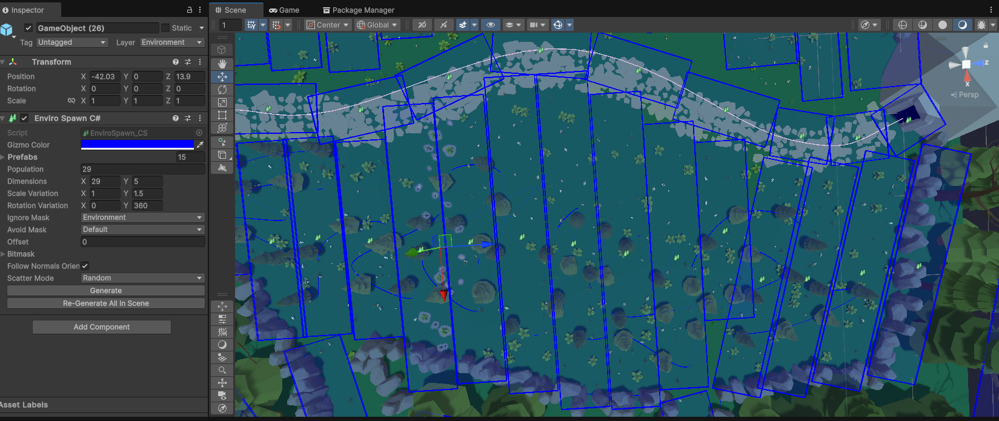 Inspector
GameObject (26)
Static
Tag Untagged Layer Environment
Transform
Position X -42.03 Y 0 Z 13.9
Rotation X 0 Y 0 Z 0
Scale X 1 Y 1 Z 1
Enviro Spawn C#
Script EnviroSpawn_CS
Gizmo Color
Prefabs 15
Population 29
Dimensions X 29 Y 5
Scale Variation X 1 Y 1.5
Rotation Variation X 0 Y 360
Ignore Mask Environment
Avoid Mask Default
Offset 0
Bitmask
Follow Normals Orien
Scatter Mode Random
Generate
Re-Generate All In Scene
Add Component
Asset Labels
Scene Game Package Manager
1 Center Global 2D
Z
X
Persp